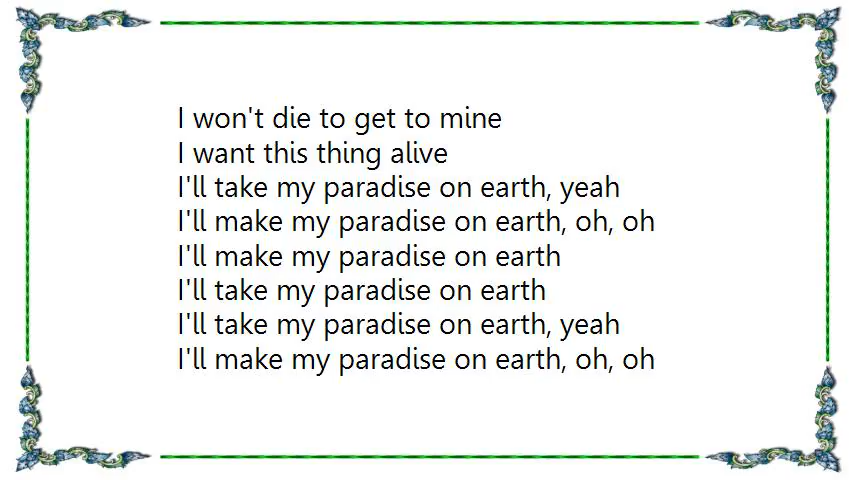 I won't die to get to mine
I want this thing alive
I'll take my paradise on earth, yeah
I'll make my paradise on earth, oh, oh
I'll make my paradise on earth
I'll take my paradise on earth
I'll take my paradise on earth, yeah
I'll make my paradise on earth, oh, oh